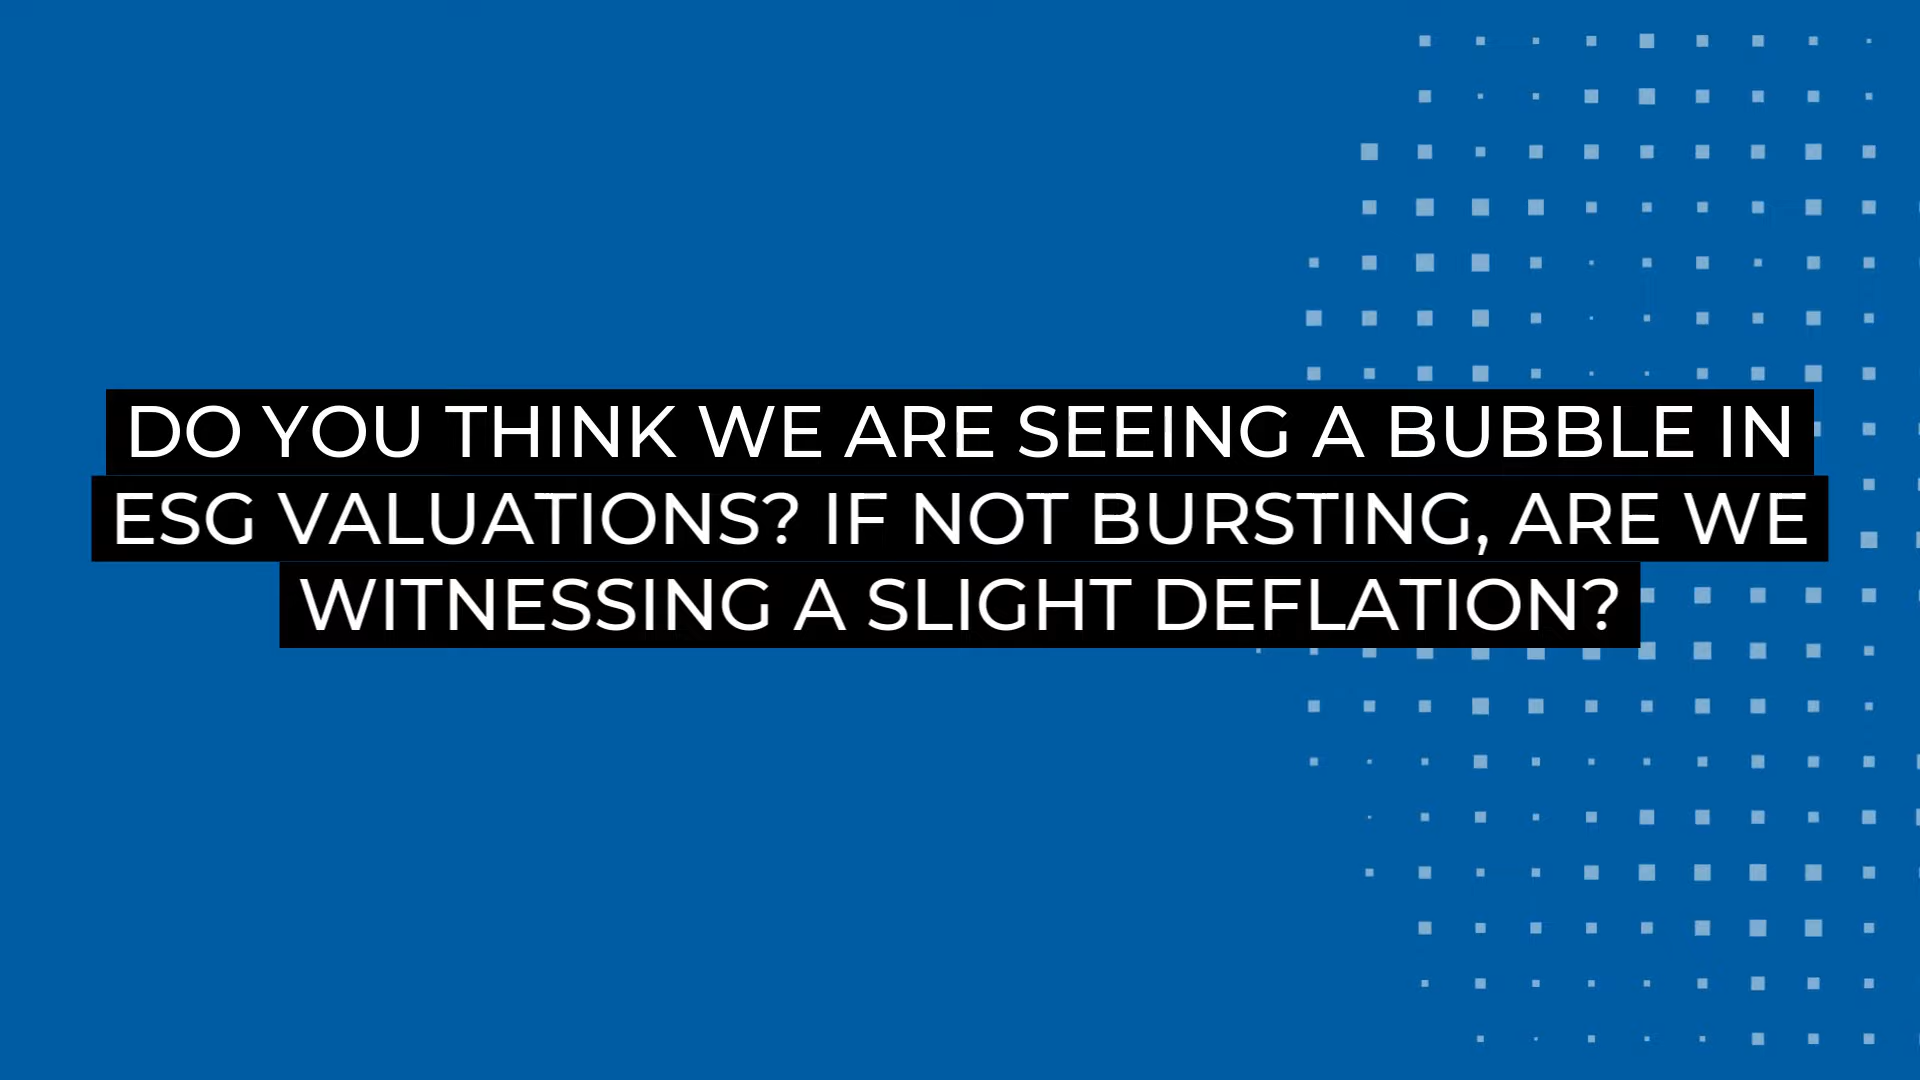 DO YOU THINK WE ARE SEEING A BUBBLE IN
ESG VALUATIONS? IF NOT BURSTING, ARE WE
WITNESSING A SLIGHT DEFLATION?